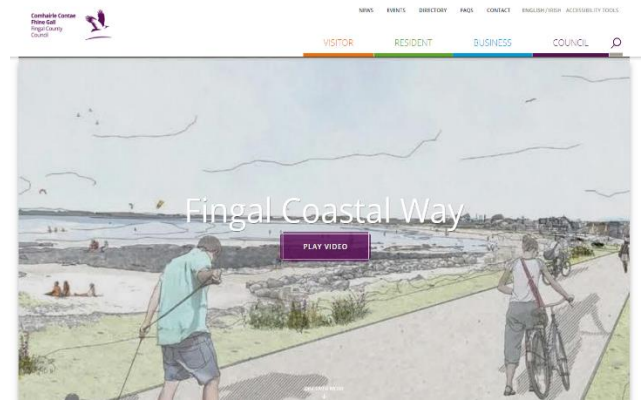 Comhairle Contae
Fhine Gall
Fingal County
Council
NEWS EVENTS DIRECTORY FAQS CONTACT ENGLISH / IRISH ACCESSIBILITY TOOLS
VISITOR RESIDENT BUSINESS COUNCIL
Fingal Coastal Way
PLAY VIDEO